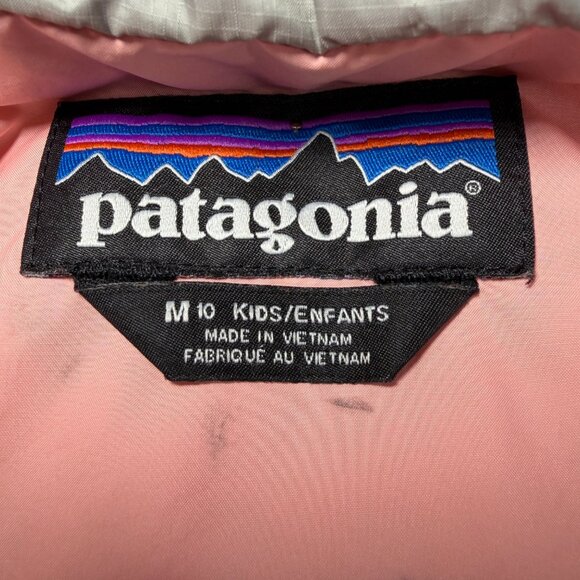 patagonia®
M 10 KIDS/ENFANTS
MADE IN VIETNAM
FABRIQUÉ AU VIETNAM